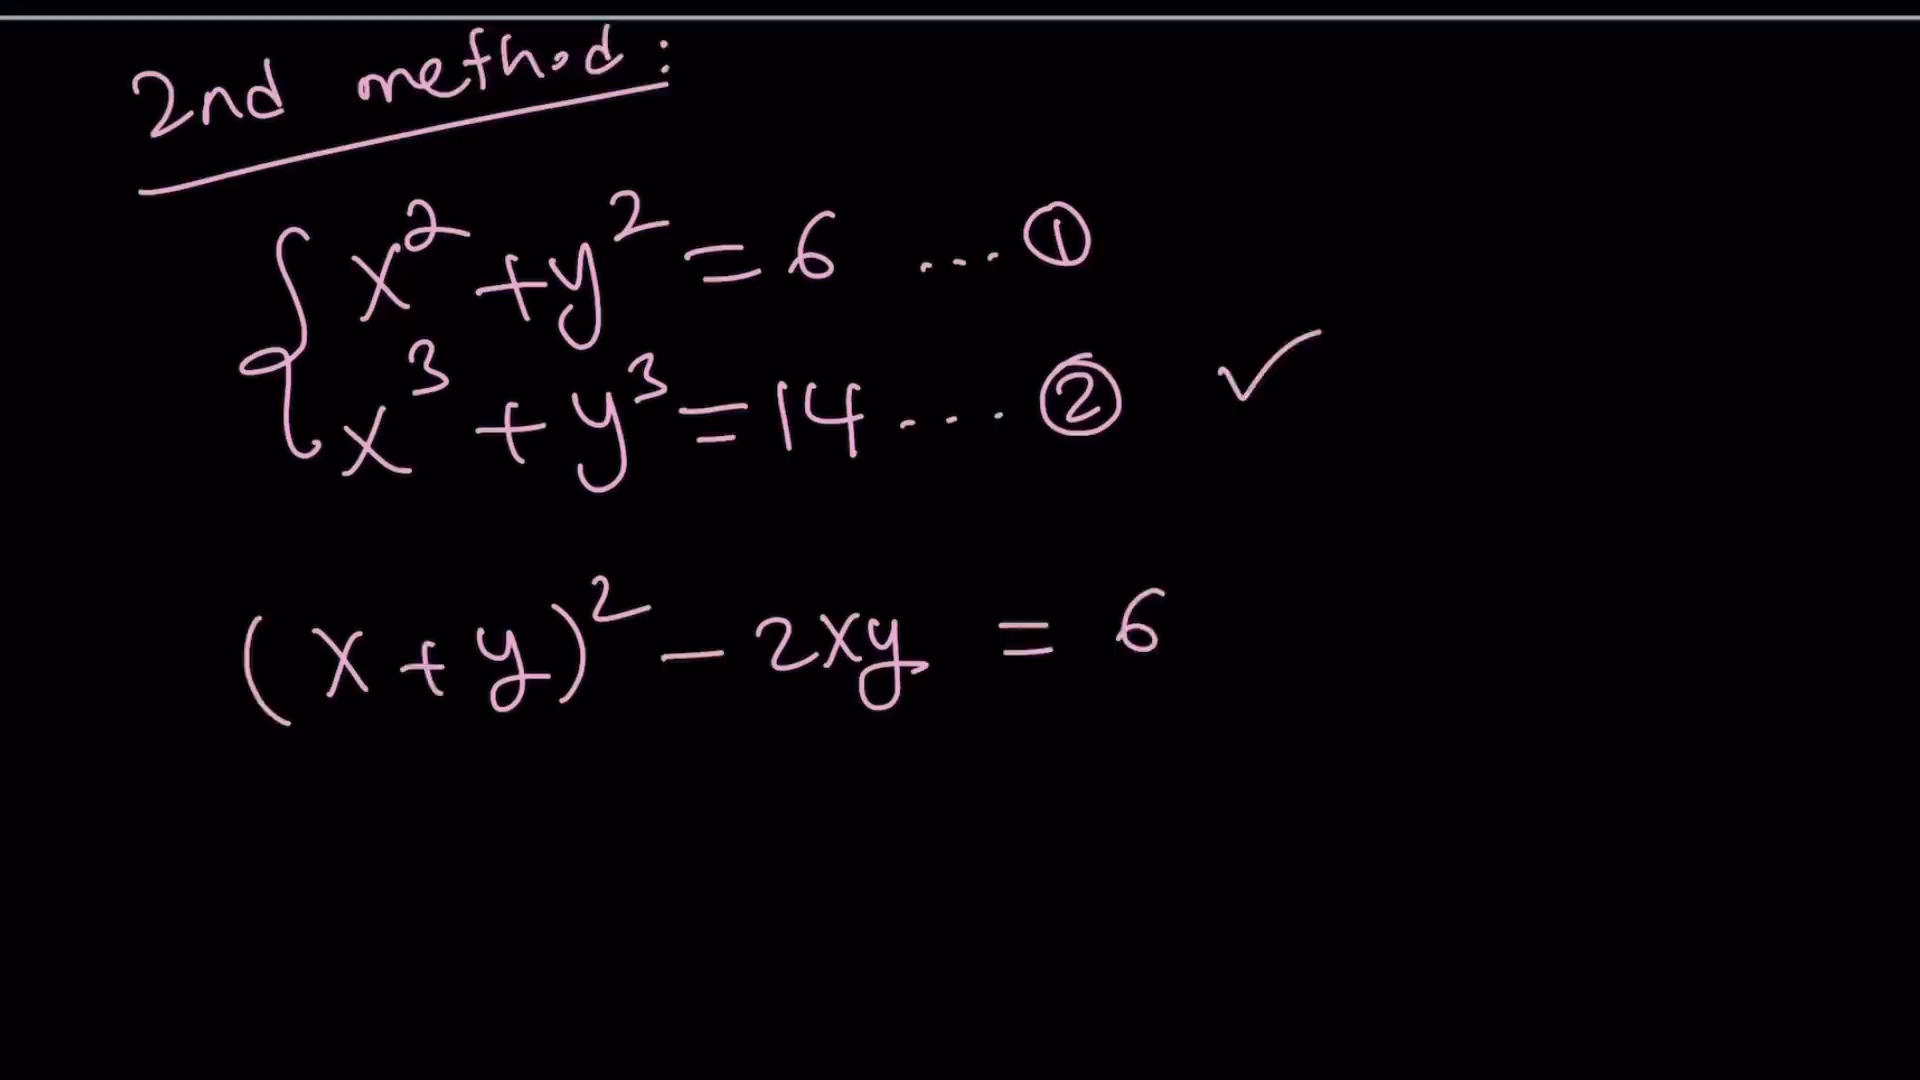 2nd method:
x² + y² = 6 ... ①
x³ + y³ = 14 ... ② ✓
(x + y)² - 2xy = 6